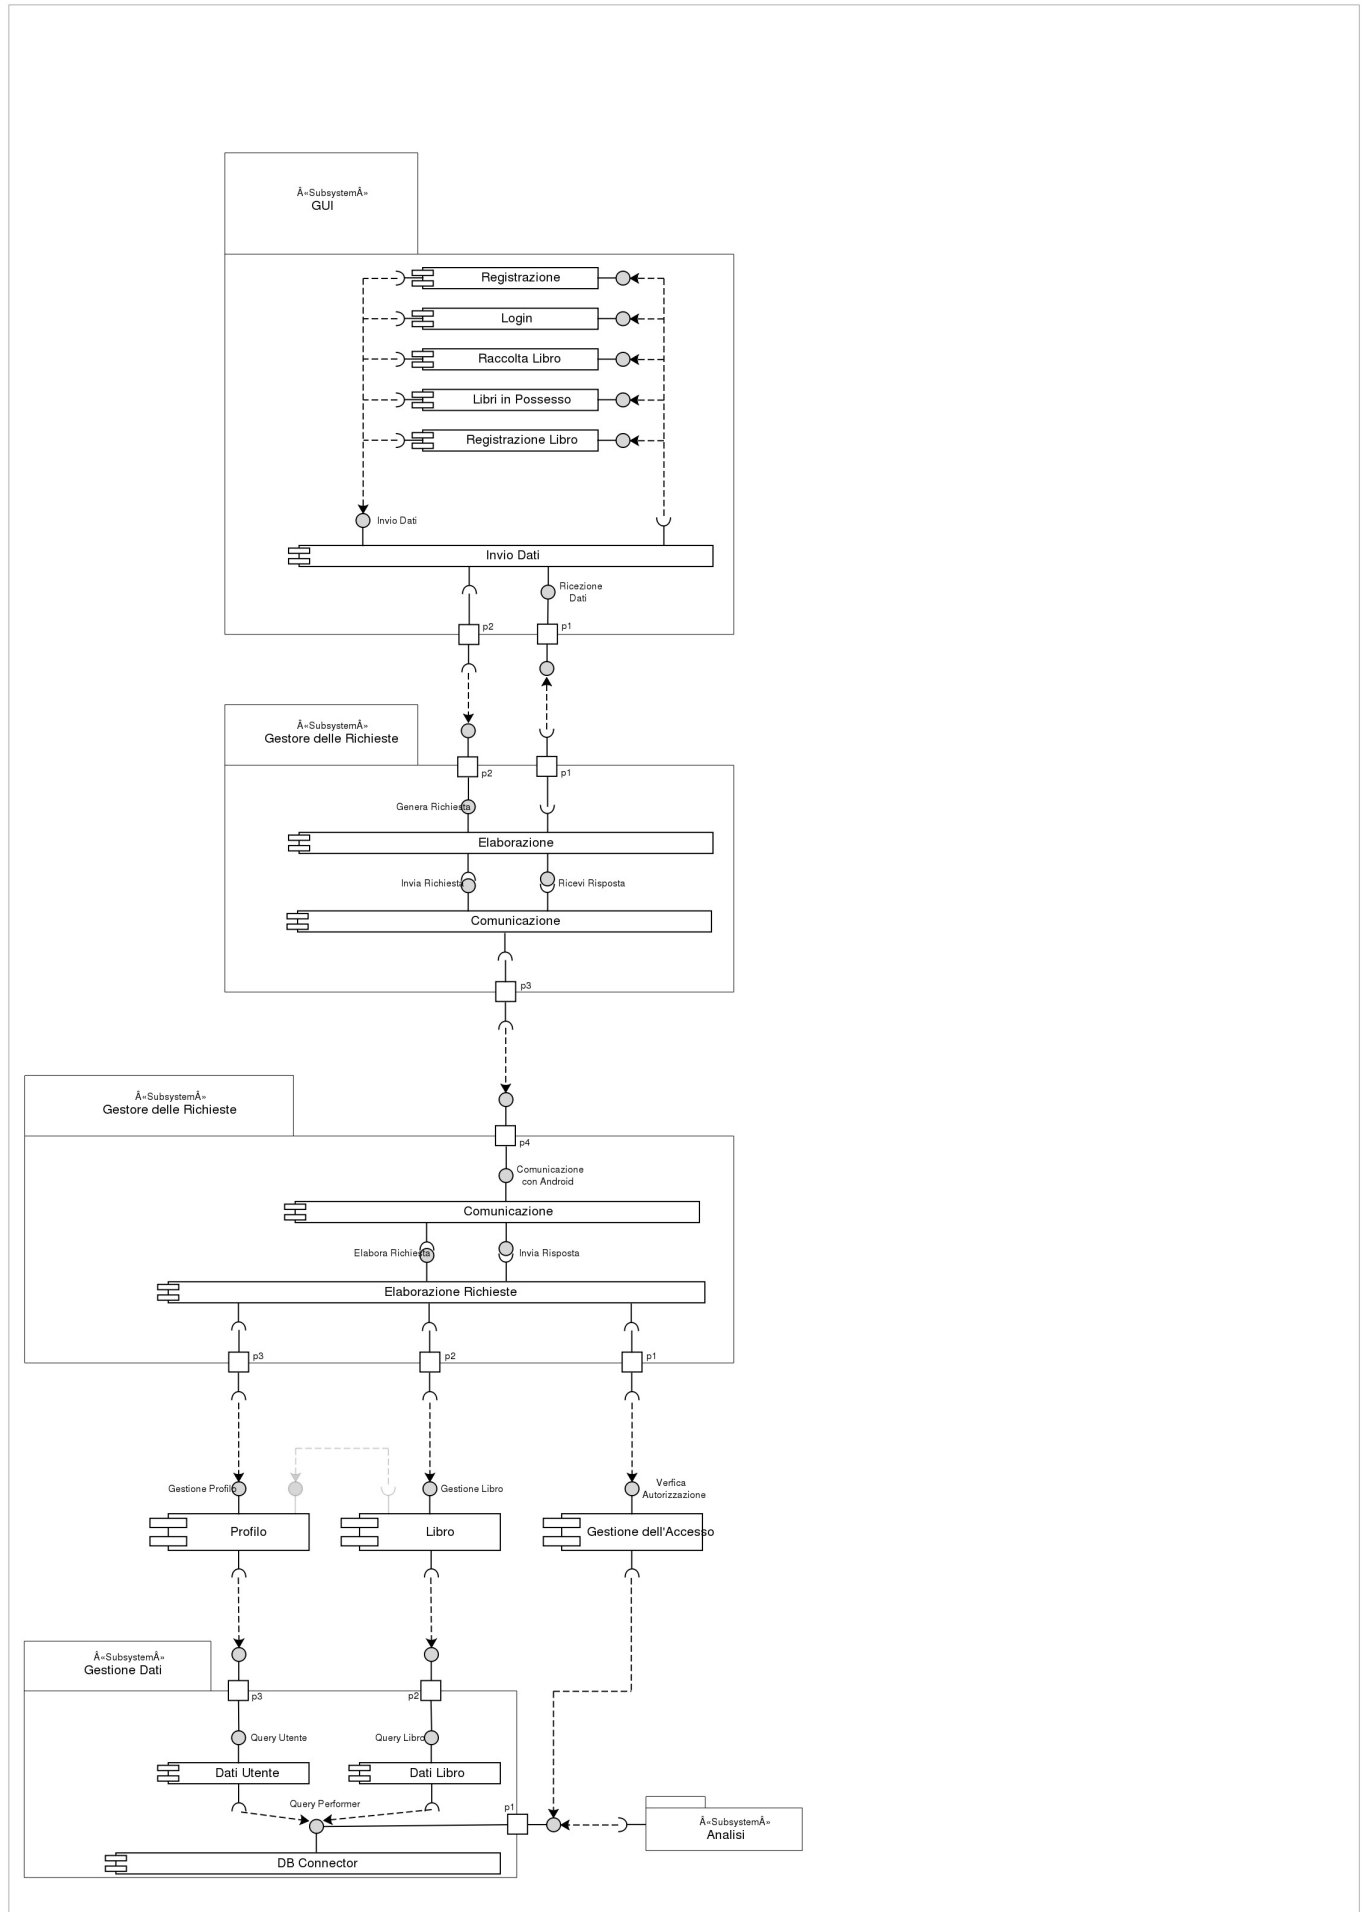 Â«SubsystemÂ»
GUI
Registrazione
Login
Raccolta Libro
Libri in Possesso
Registrazione Libro
Invio Dati
Invio Dati
Ricezione
Dati
p2
p1
Â«SubsystemÂ»
Gestore delle Richieste
p2
p1
Genera Richiesta
Elaborazione
Invia Richiesta
Ricevi Risposta
Comunicazione
p3
Â«SubsystemÂ»
Gestore delle Richieste
p4
Comunicazione
con Android
Comunicazione
Elabora Richiesta
Invia Risposta
Elaborazione Richieste
p3
p2
p1
Gestione Profilo
Gestione Libro
Verfica
Autorizzazione
Profilo
Libro
Gestione dell'Accesso
Â«SubsystemÂ»
Gestione Dati
p3
p2
Query Utente
Query Libro
Dati Utente
Dati Libro
Query Performer
p1
Â«SubsystemÂ»
Analisi
DB Connector